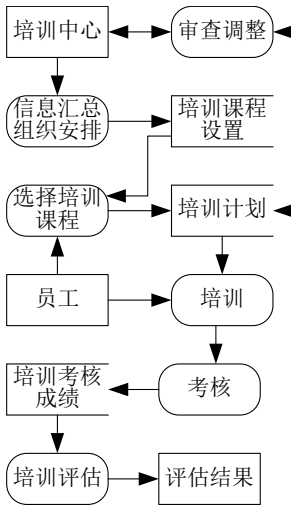 培训中心
审查调整
信息汇总
组织安排
培训课程
设置
选择培训
课程
培训计划
员工
培训
培训考核
成绩
考核
培训评估
评估结果